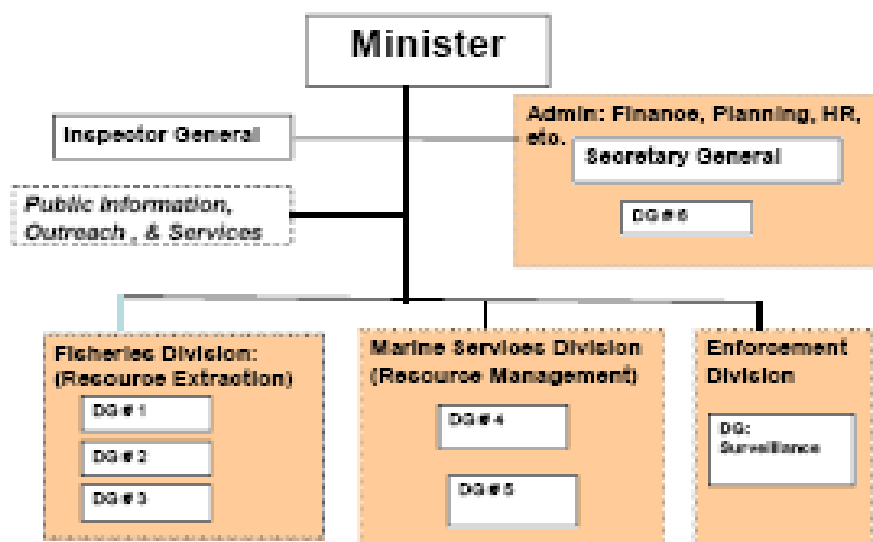 Minister
Inspector General
Admin: Finance, Planning, HR,
etc.
Secretary General
DG # 6
Public Information,
Outreach , & Services
Fisheries Division:
(Resource Extraction)
DG # 1
DG # 2
DG # 3
Marine Services Division
(Resource Management)
DG # 4
DG # 5
Enforcement
Division
DG:
Surveillance